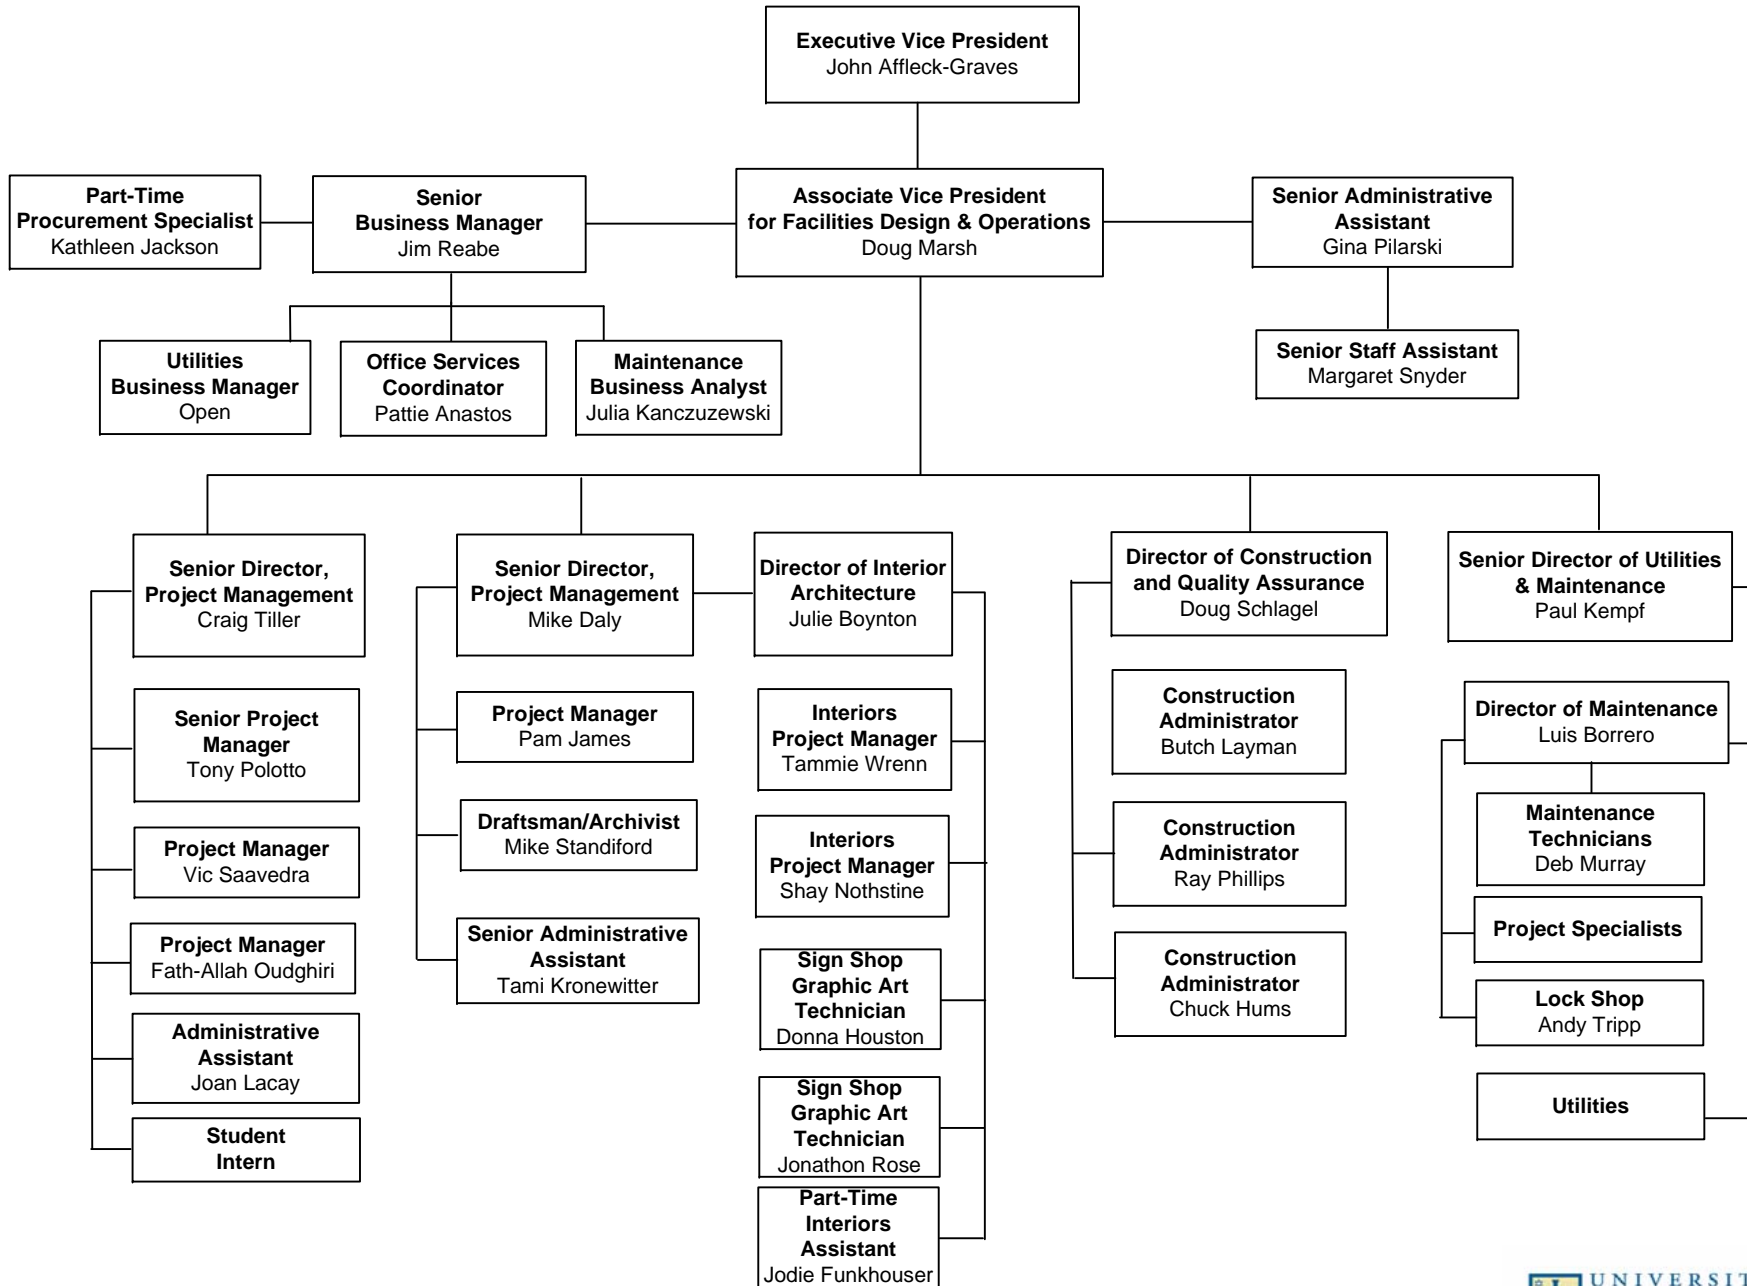 Executive Vice President
John Affleck-Graves
Part-Time
Procurement Specialist
Kathleen Jackson
Senior
Business Manager
Jim Reabe
Associate Vice President
for Facilities Design & Operations
Doug Marsh
Senior Administrative
Assistant
Gina Pilarski
Utilities
Business Manager
Open
Office Services
Coordinator
Pattie Anastos
Maintenance
Business Analyst
Julia Kanczuzewski
Senior Staff Assistant
Margaret Snyder
Senior Director,
Project Management
Craig Tiller
Senior Project
Manager
Tony Polotto
Project Manager
Vic Saavedra
Project Manager
Fath-Allah Oudghiri
Administrative
Assistant
Joan Lacay
Student
Intern
Senior Director,
Project Management
Mike Daly
Project Manager
Pam James
Draftsman/Archivist
Mike Standiford
Senior Administrative
Assistant
Tami Kronewitter
Director of Interior
Architecture
Julie Boynton
Interiors
Project Manager
Tammie Wrenn
Interiors
Project Manager
Shay Nothstine
Sign Shop
Graphic Art
Technician
Donna Houston
Sign Shop
Graphic Art
Technician
Jonathon Rose
Part-Time
Interiors
Assistant
Jodie Funkhouser
Director of Construction
and Quality Assurance
Doug Schlagel
Construction
Administrator
Butch Layman
Construction
Administrator
Ray Phillips
Construction
Administrator
Chuck Hums
Senior Director of Utilities
& Maintenance
Paul Kempf
Director of Maintenance
Luis Borrero
Maintenance
Technicians
Deb Murray
Project Specialists
Lock Shop
Andy Tripp
Utilities
UNIVERSIT